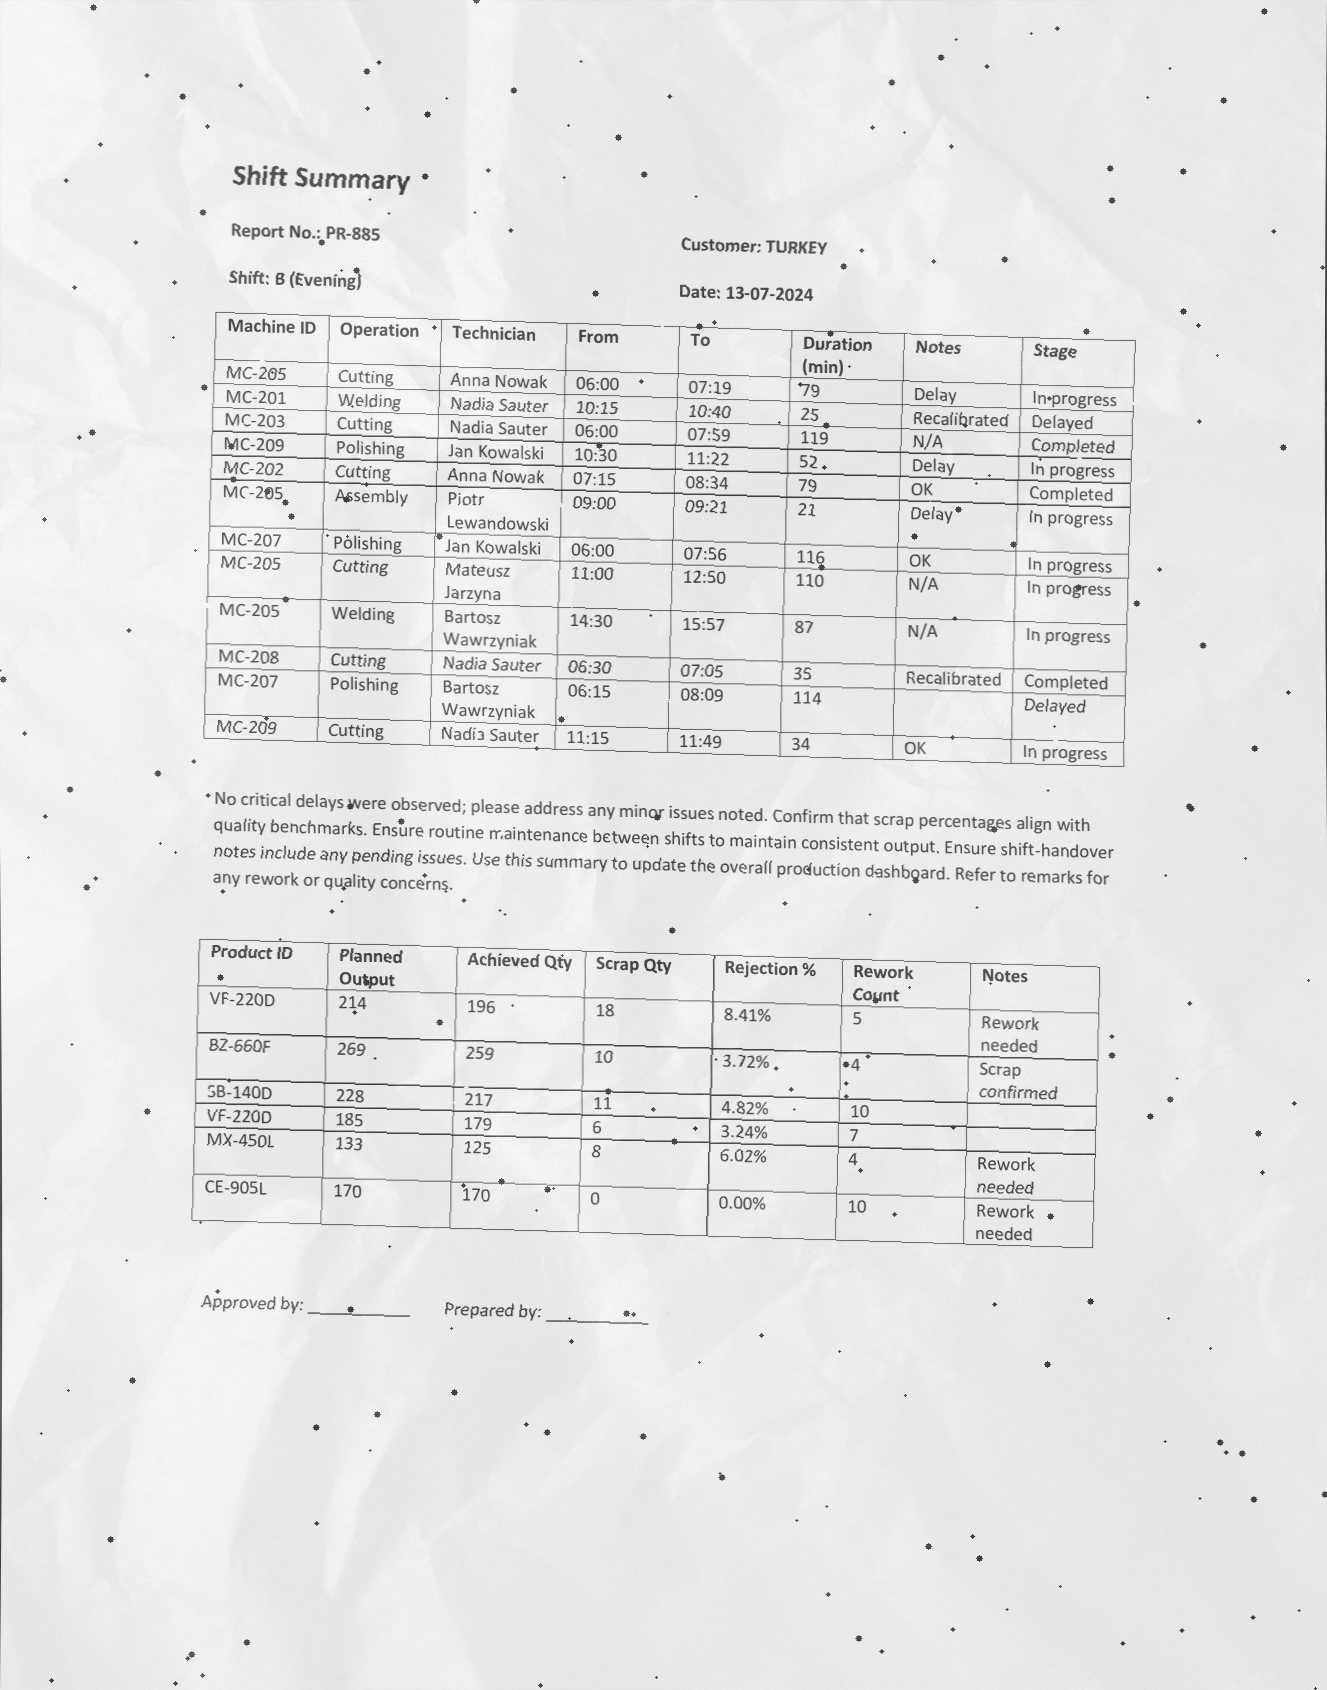 Shift Summary
Report No.: PR-885
Customer: TURKEY
Shift: B (Evening)
Date: 13-07-2024
Machine ID Operation Technician From To Duration (min) Notes Stage
MC-205 Cutting Anna Nowak 06:00 07:19 79 Delay In progress
MC-201 Welding Nadia Sauter 10:15 10:40 25 Recalibrated Delayed
MC-203 Cutting Nadia Sauter 06:00 07:59 119 N/A Completed
MC-209 Polishing Jan Kowalski 10:30 11:22 52 Delay In progress
MC-202 Cutting Anna Nowak 07:15 08:34 79 OK Completed
MC-205 Assembly Piotr Lewandowski 09:00 09:21 21 Delay In progress
MC-207 Polishing Jan Kowalski 06:00 07:56 116 OK In progress
MC-205 Cutting Mateusz Jarzyna 11:00 12:50 110 N/A In progress
MC-205 Welding Bartosz Wawrzyniak 14:30 15:57 87 N/A In progress
MC-208 Cutting Nadia Sauter 06:30 07:05 35 Recalibrated Completed
MC-207 Polishing Bartosz Wawrzyniak 06:15 08:09 114 Delayed
MC-209 Cutting Nadia Sauter 11:15 11:49 34 OK In progress
No critical delays were observed; please address any minor issues noted. Confirm that scrap percentages align with
quality benchmarks. Ensure routine maintenance between shifts to maintain consistent output. Ensure shift-handover
notes include any pending issues. Use this summary to update the overall production dashboard. Refer to remarks for
any rework or quality concerns.
Product ID Planned Output Achieved Qty Scrap Qty Rejection % Rework Count Notes
VF-220D 214 196 18 8.41% 5 Rework needed
BZ-660F 269 259 10 3.72% 4 Scrap confirmed
SB-140D 228 217 11 4.82% 10
VF-220D 185 179 6 3.24% 7
MX-450L 133 125 8 6.02% 4 Rework needed
CE-905L 170 170 0 0.00% 10 Rework needed
Approved by: ____________ Prepared by: ____________